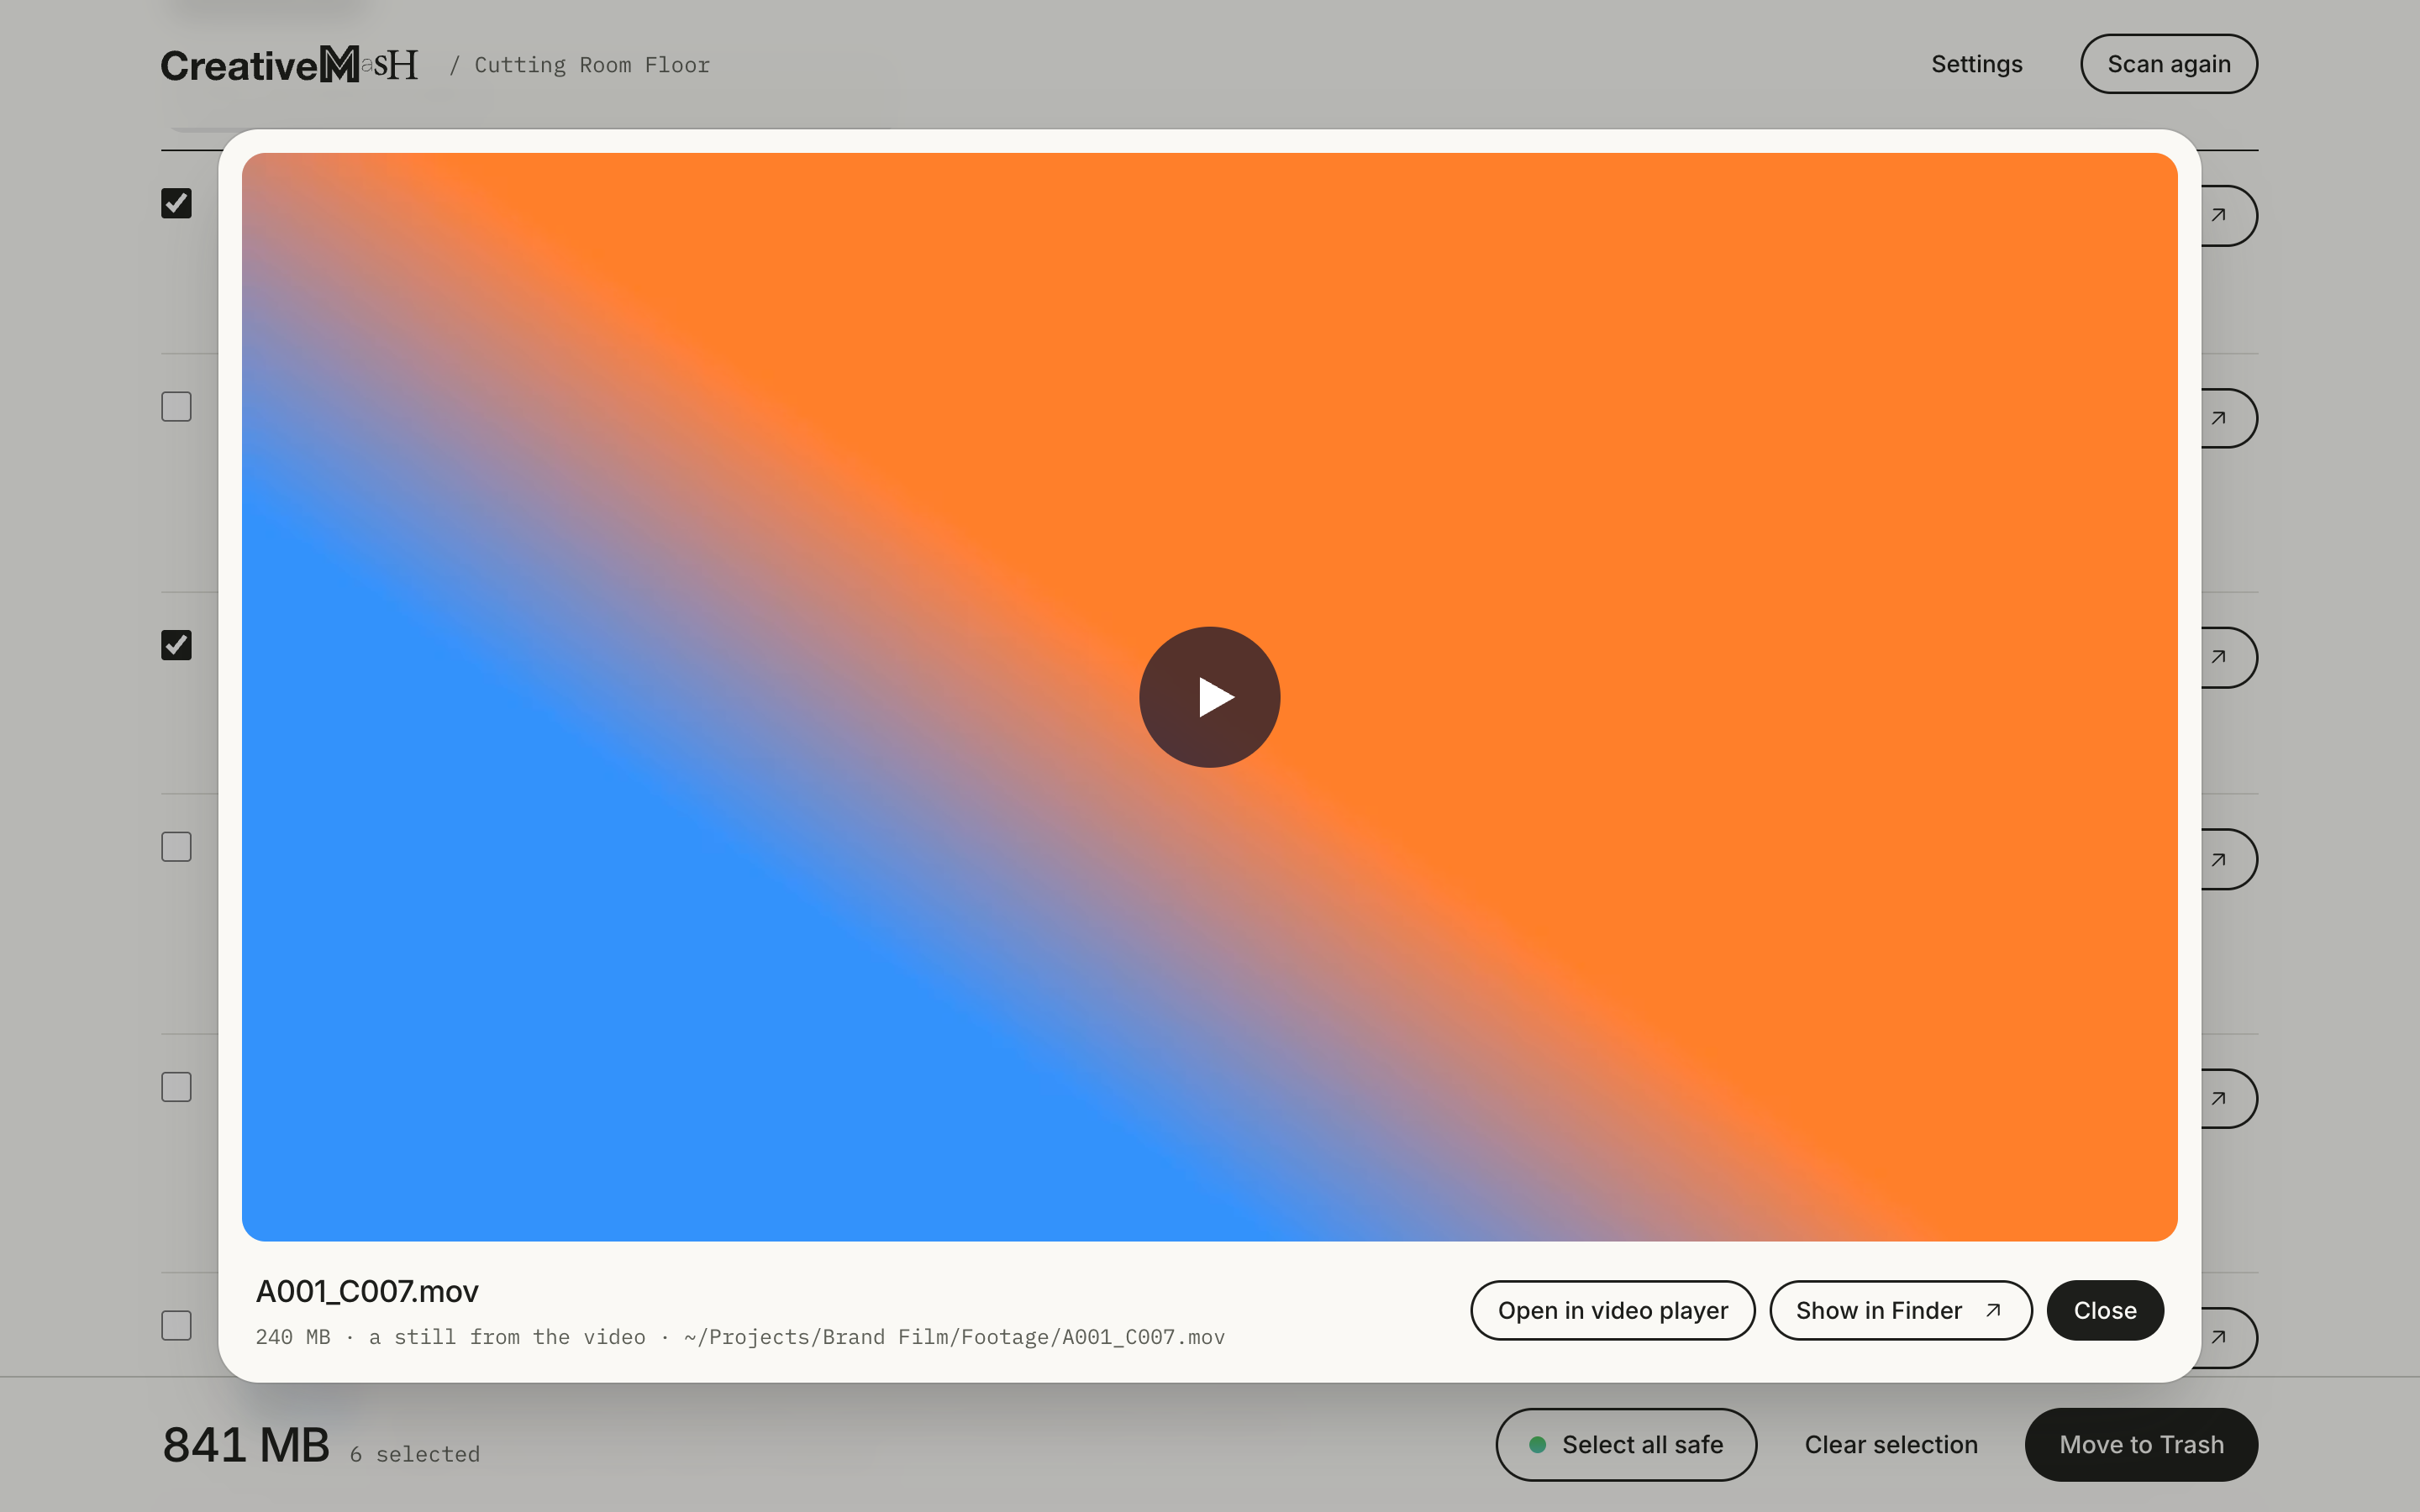 CreativeMasH / Cutting Room Floor
Settings
Scan again
A001_C007.mov
240 MB · a still from the video · ~/Projects/Brand Film/Footage/A001_C007.mov
Open in video player
Show in Finder
Close
841 MB 6 selected
Select all safe
Clear selection
Move to Trash